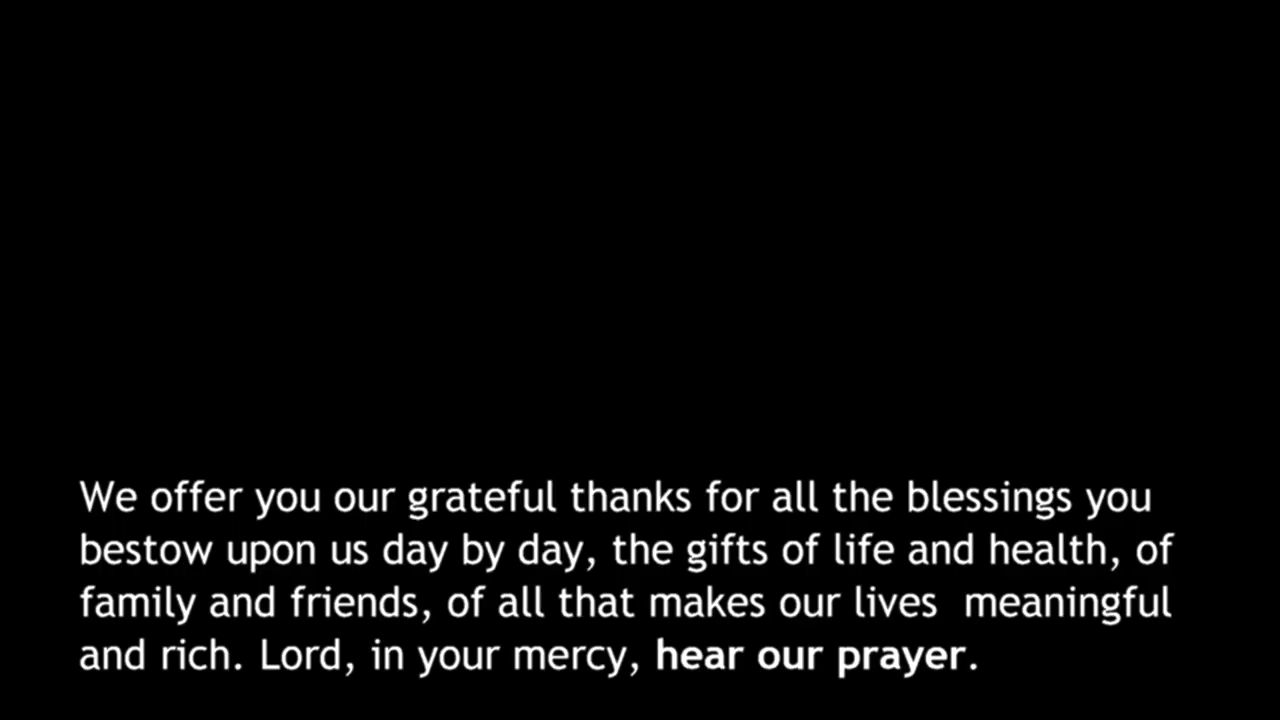 We offer you our grateful thanks for all the blessings you
bestow upon us day by day, the gifts of life and health, of
family and friends, of all that makes our lives  meaningful
and rich. Lord, in your mercy, hear our prayer.